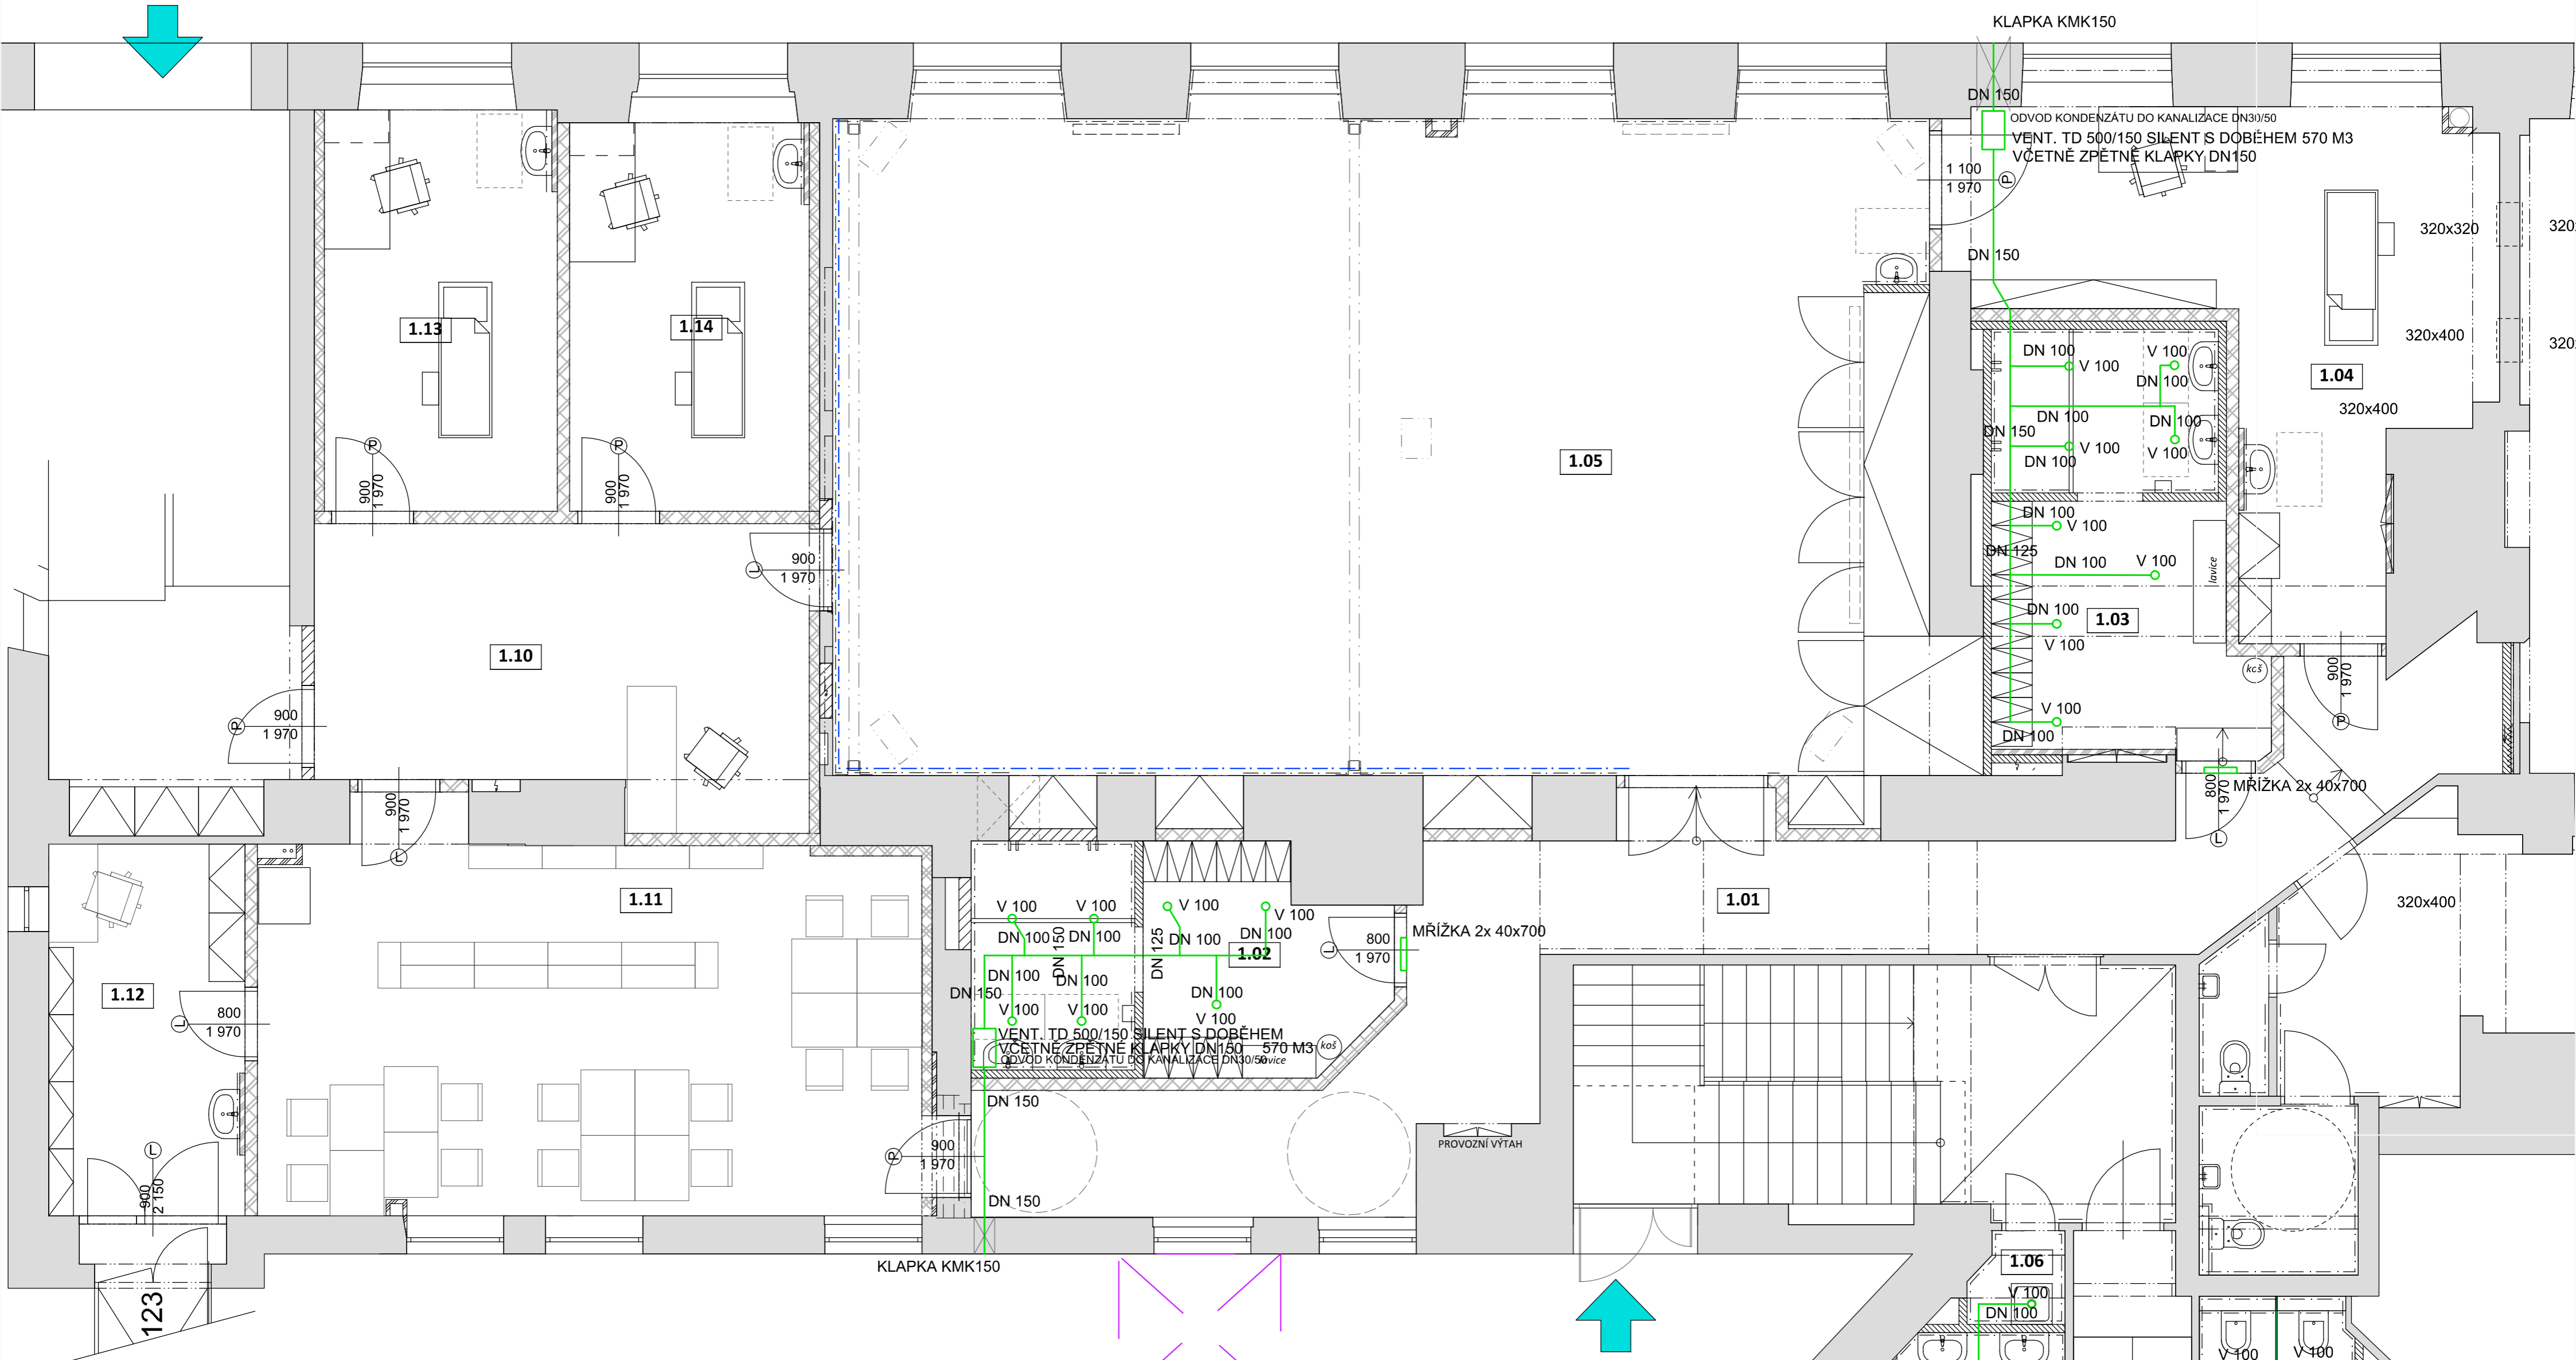 KLAPKA KMK150
DN 150
ODVOD KONDENZÁTU DO KANALIZACE DN30/50
VENT. TD 500/150 SILENT S DOBĚHEM 570 M3
VČETNĚ ZPĚTNÉ KLAPKY DN150
1 100
1 970
P
DN 150
320x320
320
320x400
320
1.13
1.14
DN 100
V 100
V 100
DN 100
1.04
320x400
DN 100
DN 100
DN 150
V 100
V 100
DN 100
P
900
1 970
P
900
1 970
1.05
DN 100
V 100
DN 125
DN 100
V 100
lavice
900
1 970
L
DN 100
1.03
V 100
1.10
koš
900
1 970
P
V 100
DN 100
P
900
1 970
MŘÍŽKA 2x 40x700
800
1 970
L
900
1 970
L
1.11
1.01
320x400
V 100
V 100
V 100
V 100
DN 100
DN 150
DN 100
DN 125
DN 100
DN 100
1.02
MŘÍŽKA 2x 40x700
800
1 970
L
DN 100
DN 100
DN 150
DN 100
V 100
V 100
V 100
1.12
800
1 970
L
VENT. TD 500/150 SILENT S DOBĚHEM
VČETNĚ ZPĚTNÉ KLAPKY DN150 570 M3
ODVOD KONDENZÁTU DO KANALIZACE DN30/50
lavice
koš
DN 150
PROVOZNÍ VÝTAH
900
1 970
P
L
900
2 150
DN 150
KLAPKA KMK150
1.06
V 100
DN 100
123
V 100
V 100